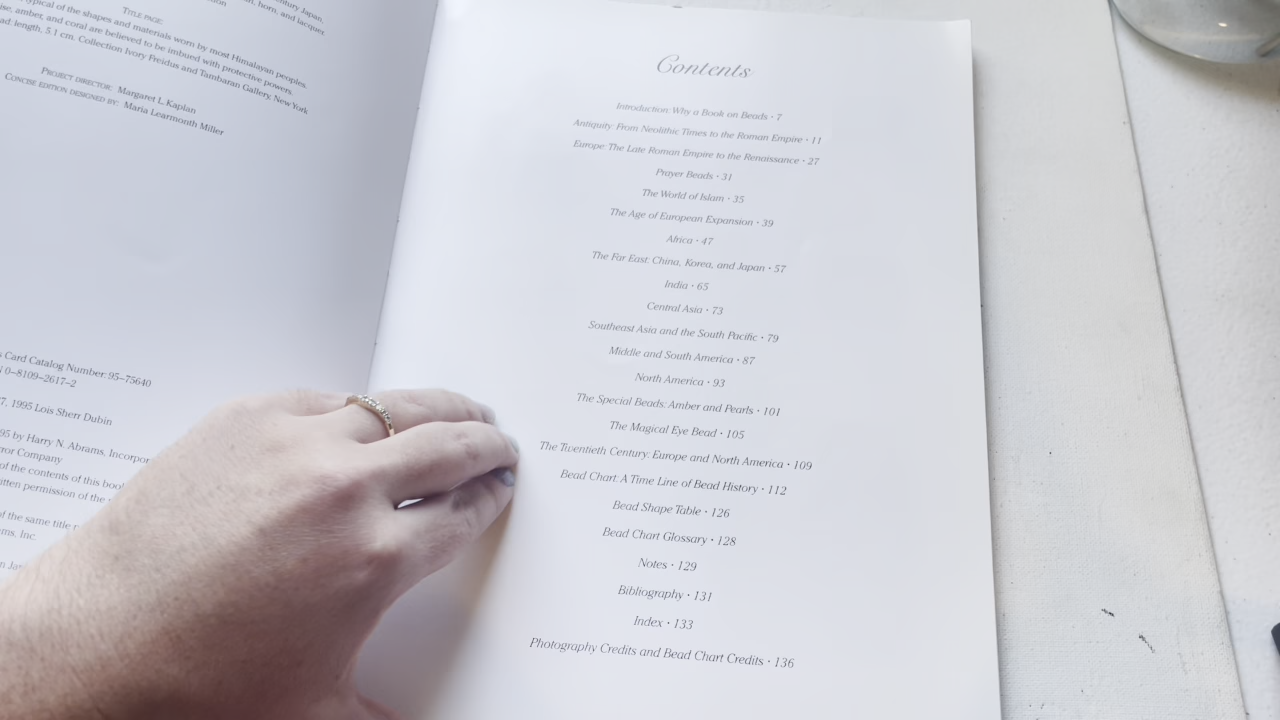 century Japan,
, horn, and lacquer
TITLE PAGE:
typical of the shapes and materials worn by most Himalayan peoples.
amber, and coral are believed to be imbued with protective powers.
length, 5.1 cm. Collection Ivory Freidus and Tambaran Gallery, New York
PROJECT DIRECTOR: Margaret L. Kaplan
CONCISE EDITION DESIGNED BY: Maria Learmonth Miller
Card Catalog Number: 95–75640
0–8109–2617–2
7, 1995 Lois Sherr Dubin
95 by Harry N. Abrams, Incorpor
Company
of the contents of this book
permission of the
of the same title
Inc.
Contents
Introduction: Why a Book on Beads • 7
Antiquity: From Neolithic Times to the Roman Empire • 11
Europe: The Late Roman Empire to the Renaissance • 27
Prayer Beads • 31
The World of Islam • 35
The Age of European Expansion • 39
Africa • 47
The Far East: China, Korea, and Japan • 57
India • 65
Central Asia • 73
Southeast Asia and the South Pacific • 79
Middle and South America • 87
North America • 93
The Special Beads: Amber and Pearls • 101
The Magical Eye Bead • 105
The Twentieth Century: Europe and North America • 109
Bead Chart: A Time Line of Bead History • 112
Bead Shape Table • 126
Bead Chart Glossary • 128
Notes • 129
Bibliography • 131
Index • 133
Photography Credits and Bead Chart Credits • 136